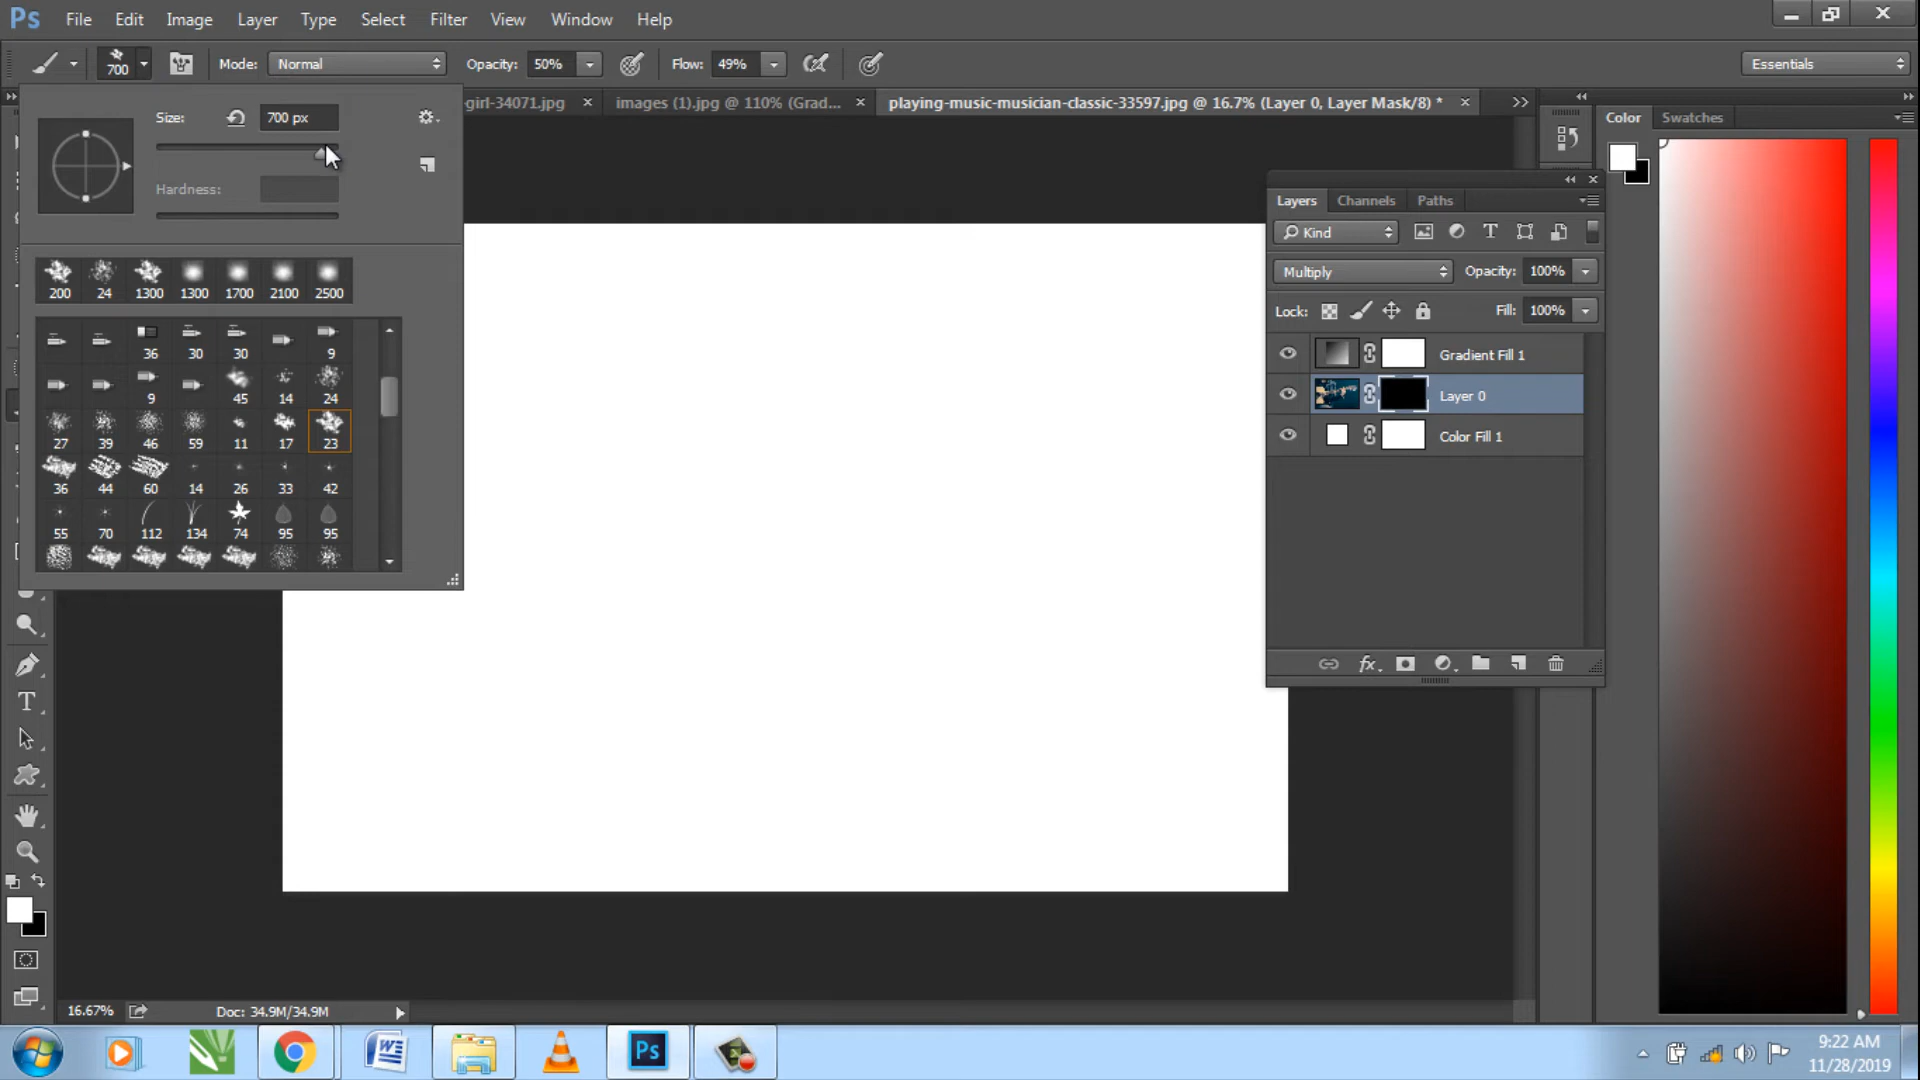 Ps File Edit Image Layer Type Select Filter View Window Help
700 Mode: Normal Opacity: 50% Flow: 49% Essentials
girl-34071.jpg × images (1).jpg @ 110% (Grad... × playing-music-musician-classic-33597.jpg @ 16.7% (Layer 0, Layer Mask/8) * ×
Size: 700 px
Hardness:
200 24 1300 1300 1700 2100 2500
36 30 30 9
9 45 14 24
27 39 46 59 11 17 23
36 44 60 14 26 33 42
55 70 112 134 74 95 95
Layers Channels Paths
Kind
Multiply Opacity: 100%
Lock: Fill: 100%
Gradient Fill 1
Layer 0
Color Fill 1
Color Swatches
16.67% Doc: 34.9M/34.9M
Ps
9:22 AM
11/28/2019